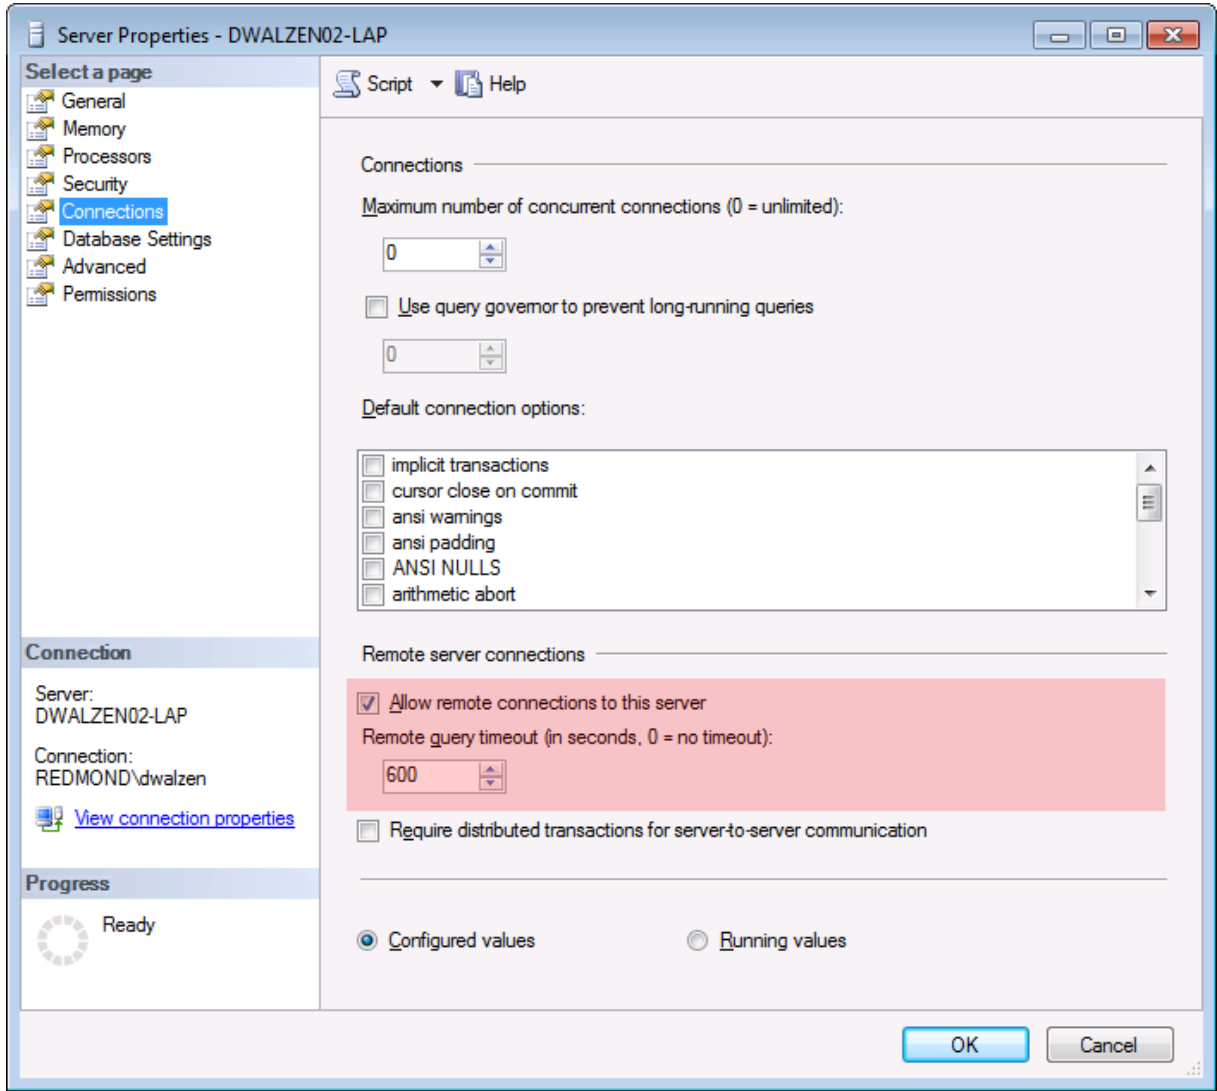 Server Properties - DWALZEN02-LAP
Select a page
General
Memory
Processors
Security
Connections
Database Settings
Advanced
Permissions
Connection
Server:
DWALZEN02-LAP
Connection:
REDMOND\dwalzen
View connection properties
Progress
Ready
Script Help
Connections
Maximum number of concurrent connections (0 = unlimited):
0
Use query governor to prevent long-running queries
0
Default connection options:
implicit transactions
cursor close on commit
ansi warnings
ansi padding
ANSI NULLS
arithmetic abort
Remote server connections
Allow remote connections to this server
Remote query timeout (in seconds, 0 = no timeout):
600
Require distributed transactions for server-to-server communication
Configured values Running values
OK Cancel